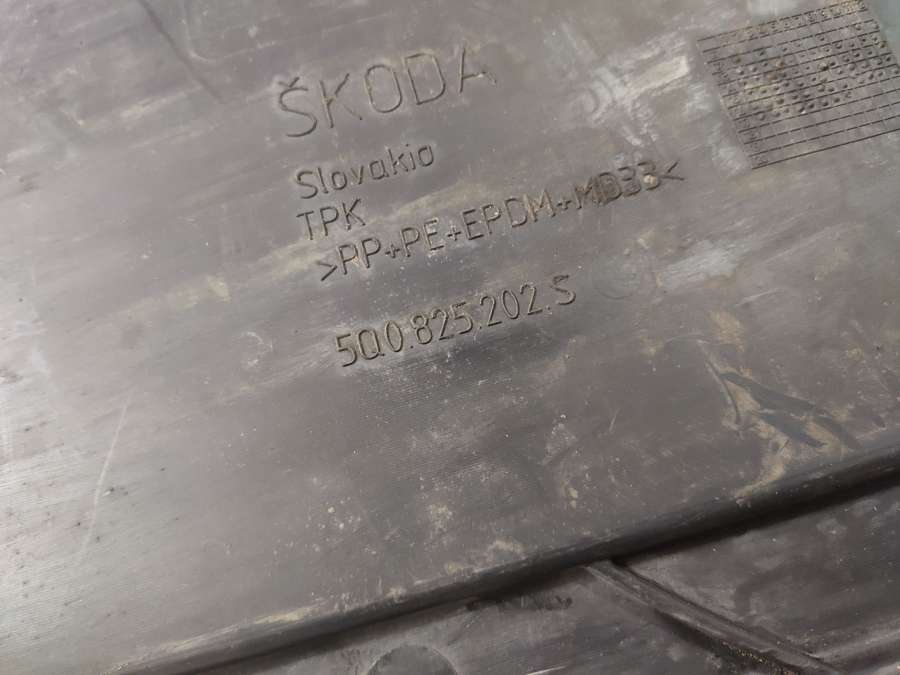 ŠKODA
Slovakia
TPK
>PP+PE+EPDM+MD33<
5Q0.825.202.S